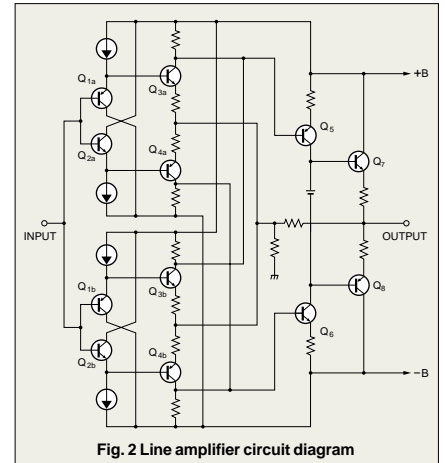 +B
Q1a
Q3a
Q5
Q2a
Q4a
Q7
INPUT
OUTPUT
Q1b
Q3b
Q8
Q6
Q2b
Q4b
−B
Fig. 2 Line amplifier circuit diagram